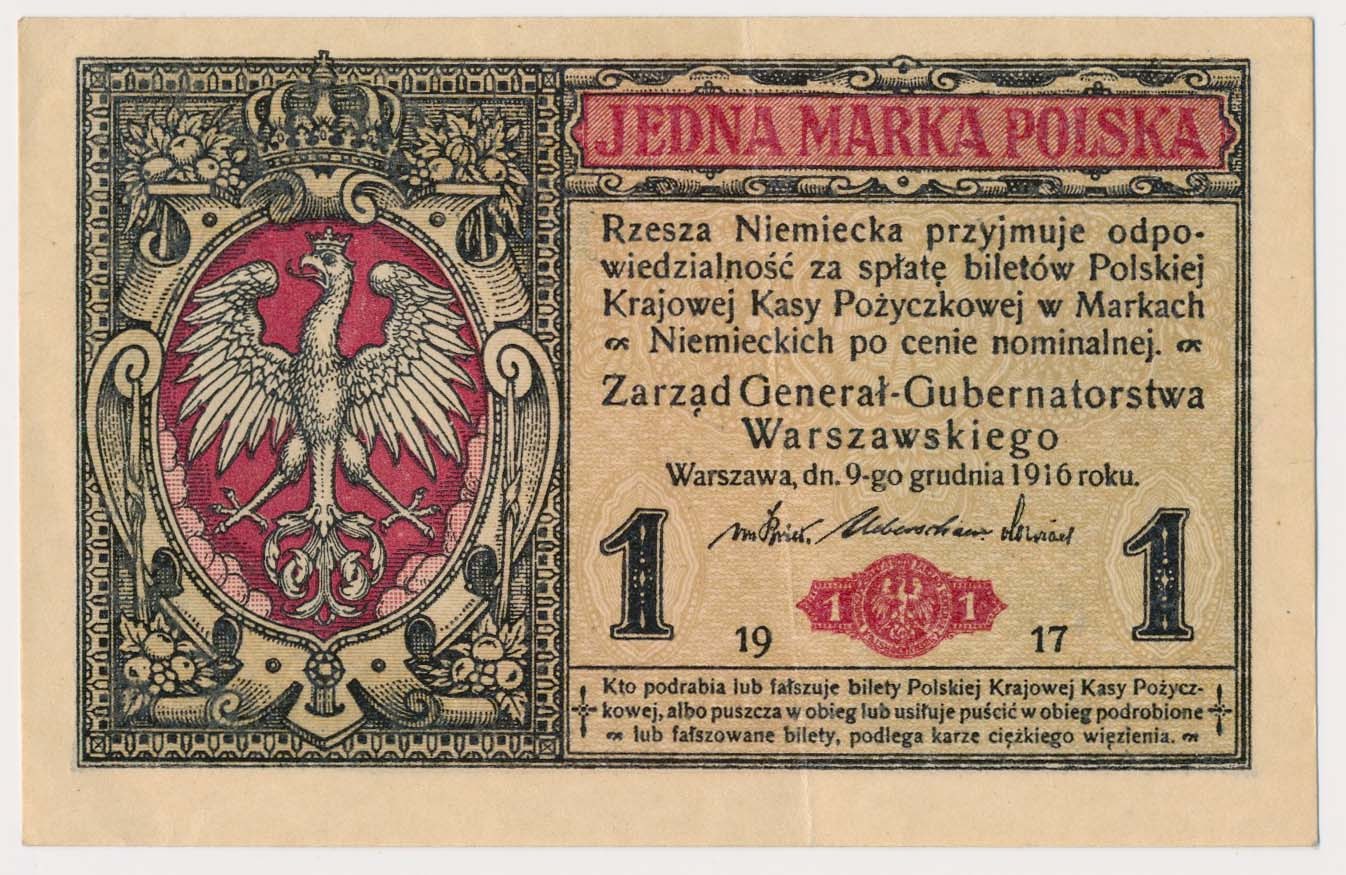 JEDNA MARKA POLSKA
Rzesza Niemiecka przyjmuje odpo-
wiedzialność za spłatę biletów Polskiej
Krajowej Kasy Pożyczkowej w Markach
Niemieckich po cenie nominalnej.
Zarząd Generał-Gubernatorstwa
Warszawskiego
Warszawa, dn. 9-go grudnia 1916 roku.
1 1
1 1
19 17
Kto podrabia lub fałszuje bilety Polskiej Krajowej Kasy Pożycz-
kowej, albo puszcza w obieg lub usiłuje puścić w obieg podrobione
lub fałszowane bilety, podlega karze ciężkiego więzienia.